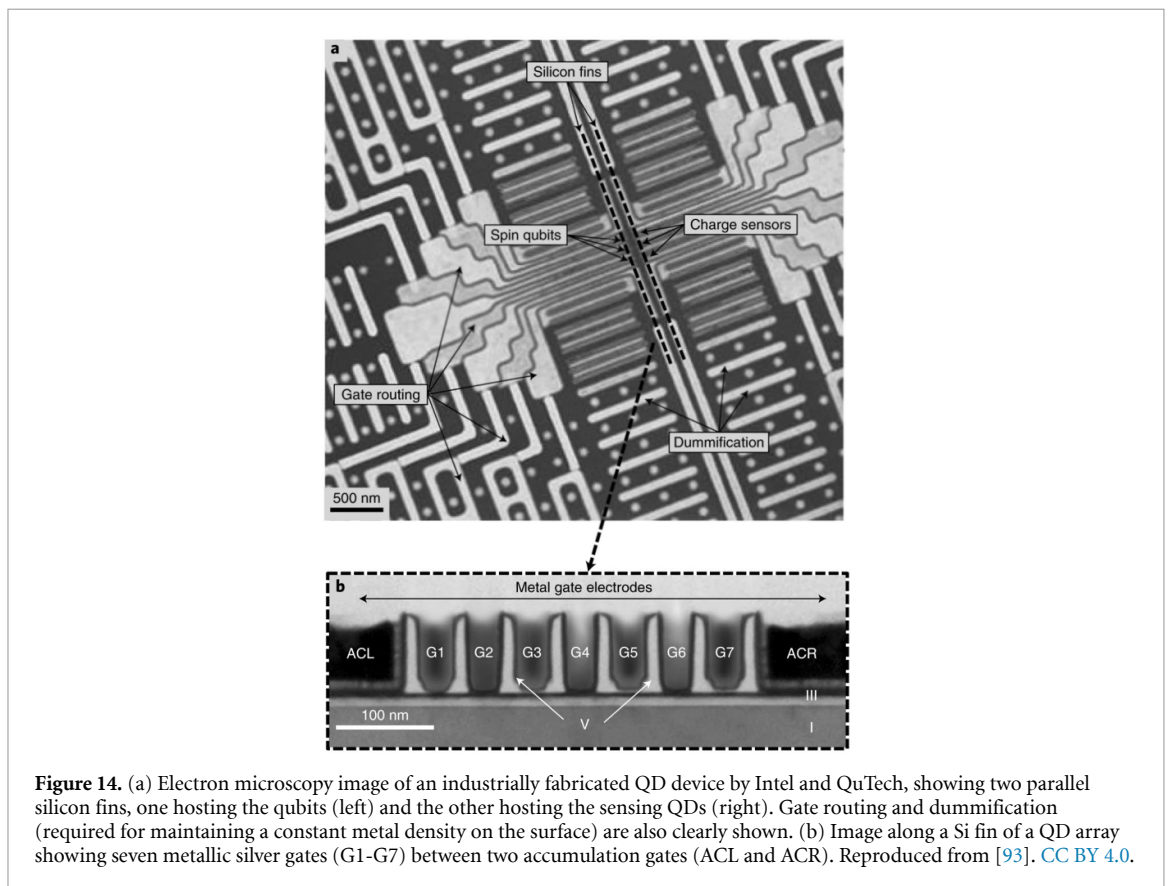 a
Silicon fins
Spin qubits
Charge sensors
Gate routing
Dummification
500 nm
b
Metal gate electrodes
ACL G1 G2 G3 G4 G5 G6 G7 ACR
III
100 nm
V
I
Figure 14. (a) Electron microscopy image of an industrially fabricated QD device by Intel and QuTech, showing two parallel
silicon fins, one hosting the qubits (left) and the other hosting the sensing QDs (right). Gate routing and dummification
(required for maintaining a constant metal density on the surface) are also clearly shown. (b) Image along a Si fin of a QD array
showing seven metallic silver gates (G1-G7) between two accumulation gates (ACL and ACR). Reproduced from [93]. CC BY 4.0.